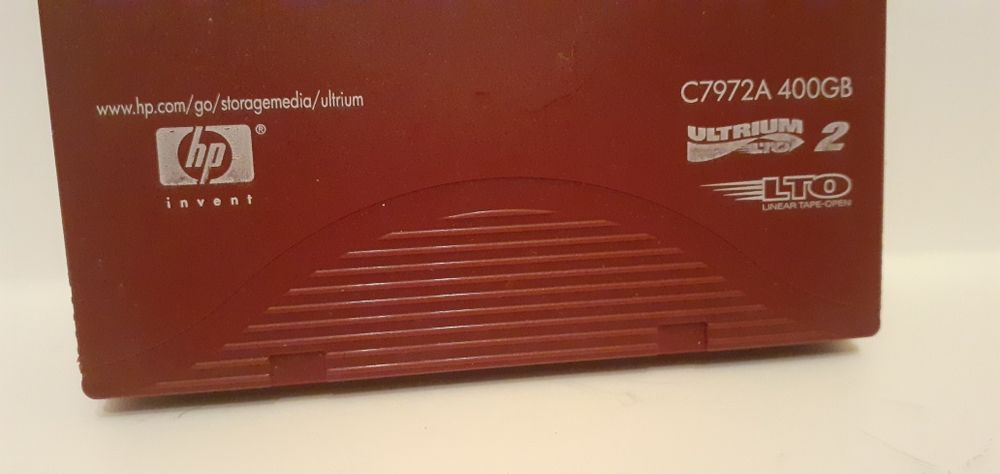 www.hp.com/go/storagemedia/ultrium
hp®
invent
C7972A 400GB
ULTRIUM
LTO 2
LTO
LINEAR TAPE-OPEN